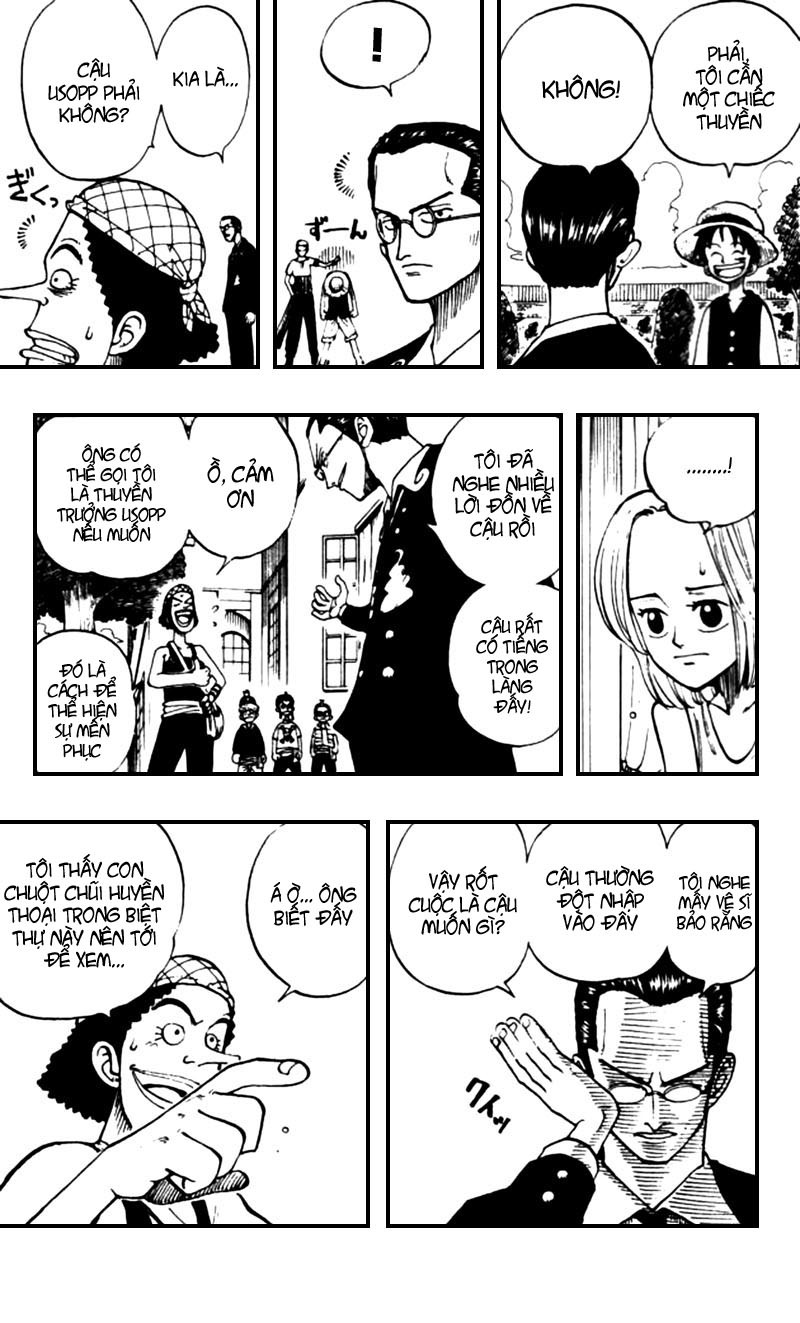 PHẢI,
TÔI CẦN
MỘT CHIẾC
THUYỀN
KHÔNG!
!
ずーん
KIA LÀ...
CẬU
USOPP PHẢI
KHÔNG?
ぎくっ
.........!
TÔI ĐÃ
NGHE NHIỀU
LỜI ĐỒN VỀ
CẬU RỒI
CẬU RẤT
CÓ TIẾNG
TRONG
LÀNG
ĐẤY!
Ồ, CẢM
ƠN
ÔNG CÓ
THỂ GỌI TÔI
LÀ THUYỀN
TRƯỞNG USOPP
NẾU MUỐN
ĐÓ LÀ
CÁCH ĐỂ
THỂ HIỆN
SỰ MẾN
PHỤC
TÔI NGHE
MẤY VỆ SĨ
BẢO RẰNG
CẬU THƯỜNG
ĐỘT NHẬP
VÀO ĐÂY
VẬY RỐT
CUỘC LÀ CẬU
MUỐN GÌ?
クイッ
Á Ờ... ÔNG
BIẾT ĐẤY
TÔI THẤY CON
CHUỘT CHŨI HUYỀN
THOẠI TRONG BIỆT
THỰ NÀY NÊN TỚI
ĐỂ XEM...